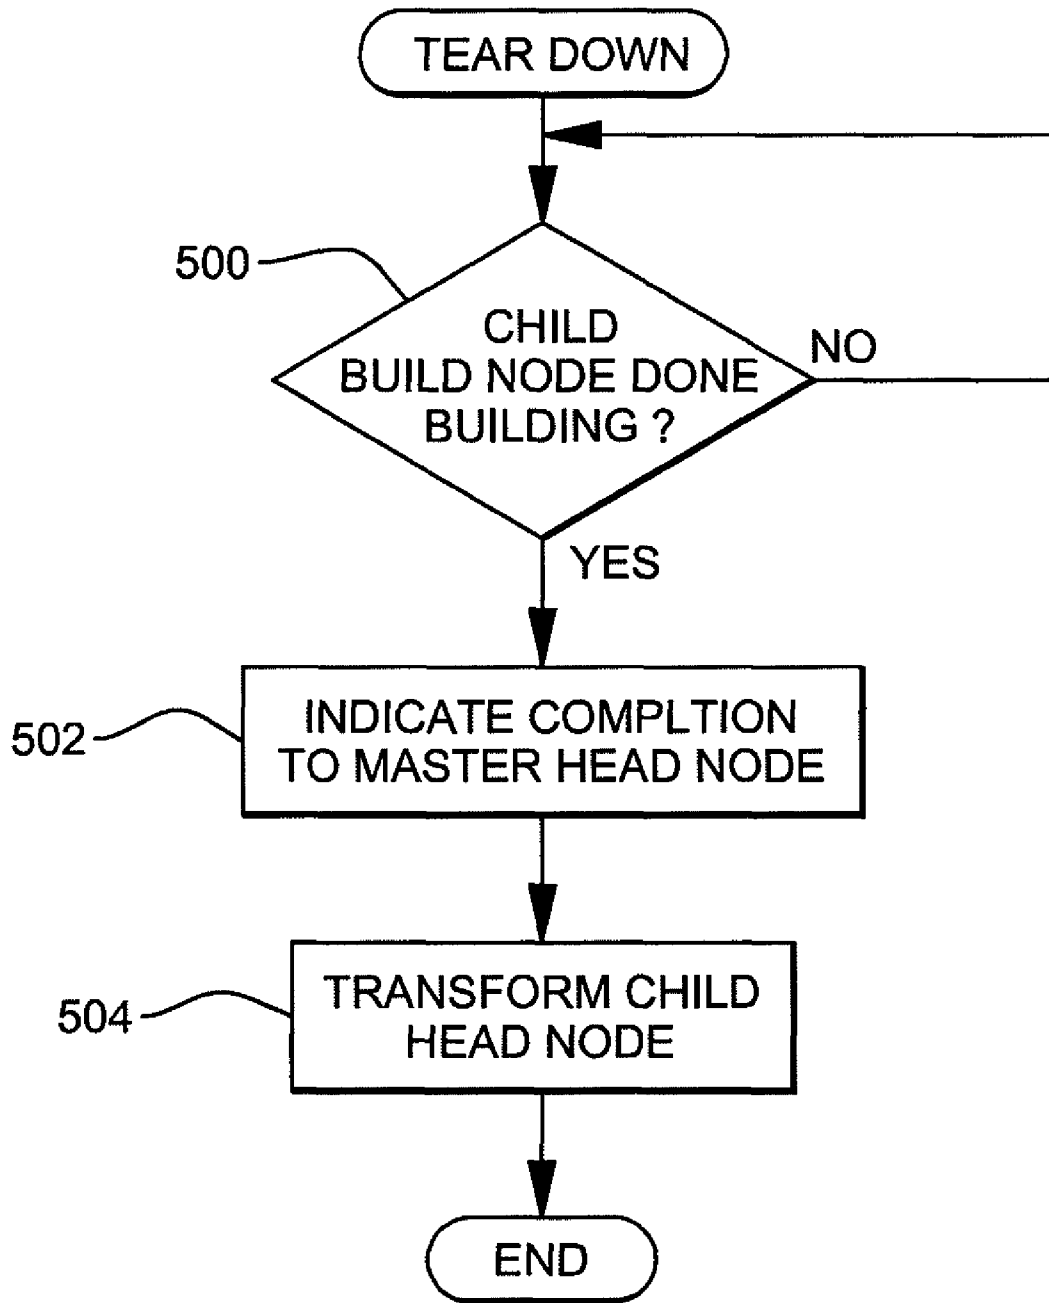 TEAR DOWN
500
CHILD
BUILD NODE DONE
BUILDING ?
NO
YES
502
INDICATE COMPLTION
TO MASTER HEAD NODE
504
TRANSFORM CHILD
HEAD NODE
END